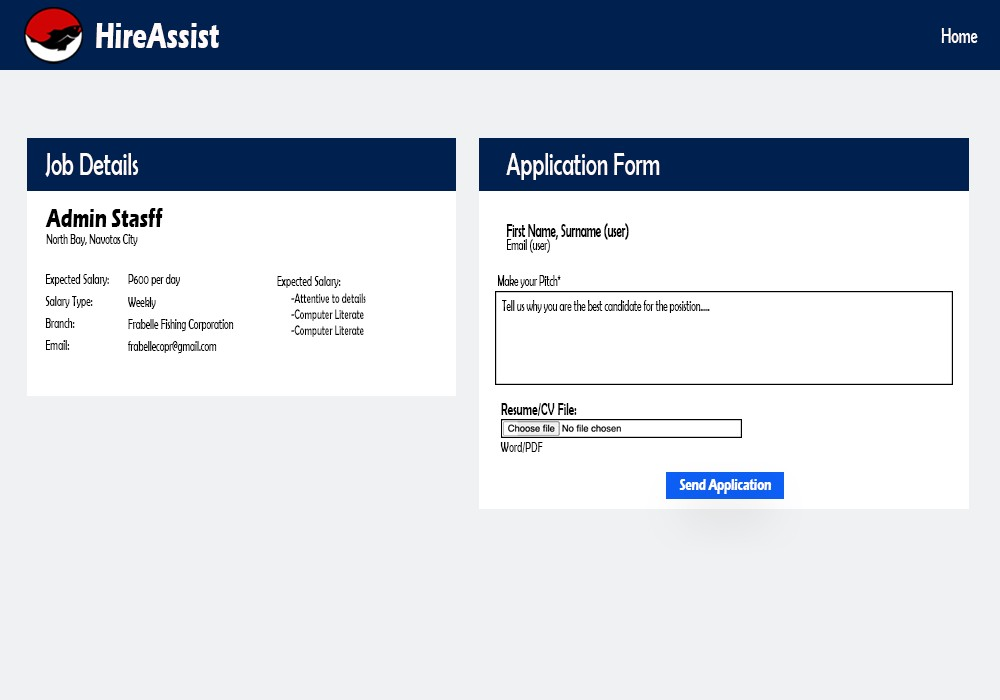 HireAssist
Home
Job Details
Admin Stasff
North Bay, Navotas City
Expected Salary: P600 per day
Salary Type: Weekly
Branch: Frabelle Fishing Corporation
Email: frabellecopr@gmail.com
Expected Salary:
-Attentive to details
-Computer Literate
-Computer Literate
Application Form
First Name, Surname (user)
Email (user)
Make your Pitch*
Tell us why you are the best candidate for the posistion.....
Resume/CV File:
Choose file No file chosen
Word/PDF
Send Application